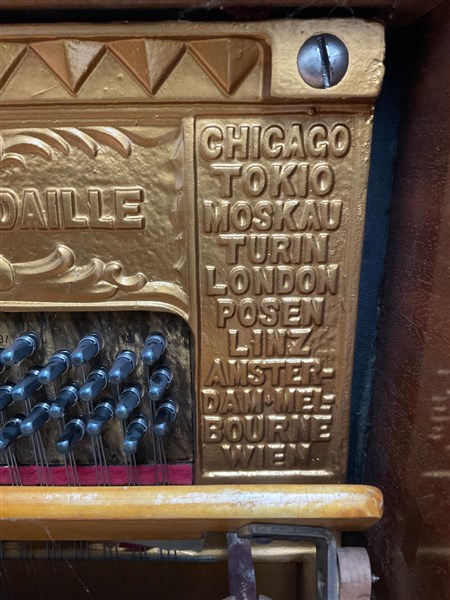 DAILLE
CHICAGO
TOKIO
MOSKAU
TURIN
LONDON
POSEN
LINZ
AMSTER-
DAM•MEL-
BOURNE
WIEN